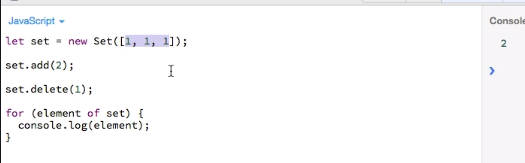 JavaScript
Console
let set = new Set([1, 1, 1]);
2
set.add(2);
set.delete(1);
for (element of set) {
console.log(element);
}